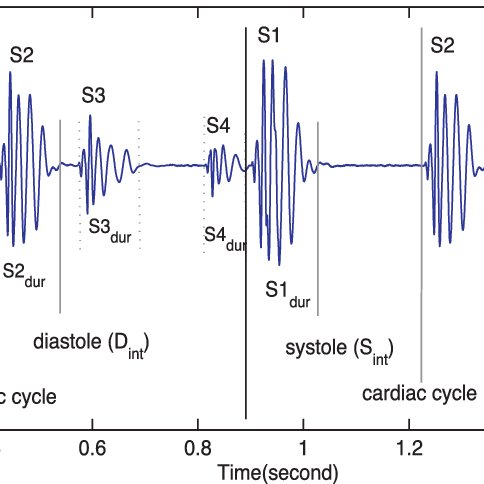 S1
S2
S2
S3
S4
S3dur
S4dur
S2dur
S1dur
diastole (Dint)
systole (Sint)
cardiac cycle
c cycle
0.6
0.8
1
1.2
Time(second)